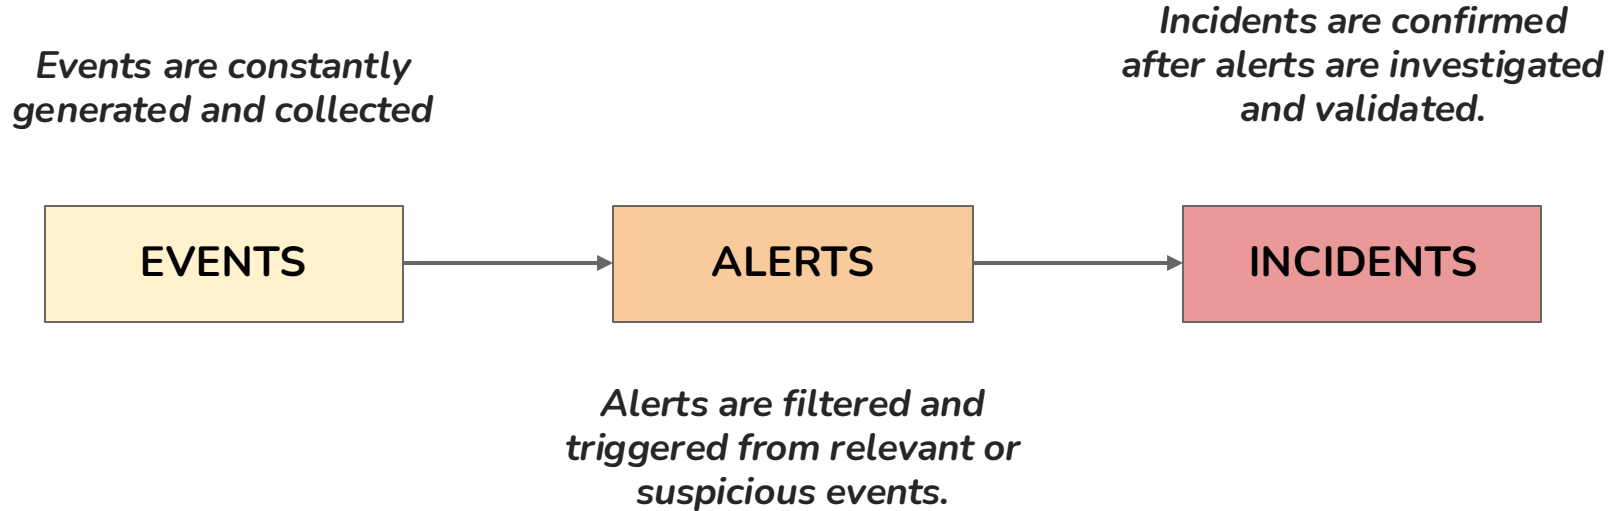 Events are constantly
generated and collected
Incidents are confirmed
after alerts are investigated
and validated.
EVENTS
ALERTS
INCIDENTS
Alerts are filtered and
triggered from relevant or
suspicious events.